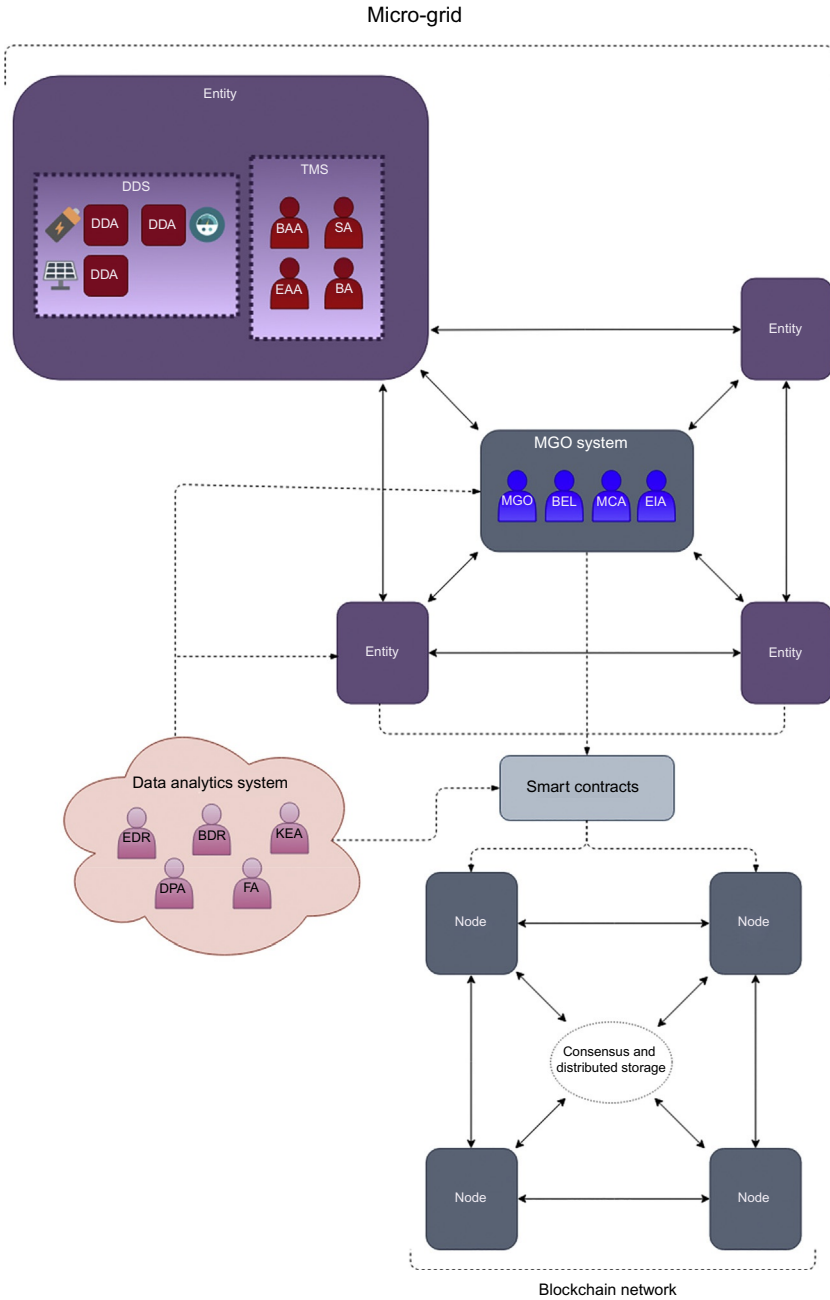 Micro-grid
Entity
DDS
TMS
DDA
DDA
DDA
BAA
SA
EAA
BA
Entity
MGO system
MGO
BEL
MCA
EIA
Entity
Entity
Data analytics system
EDR
BDR
KEA
DPA
FA
Smart contracts
Node
Node
Consensus and
distributed storage
Node
Node
Blockchain network